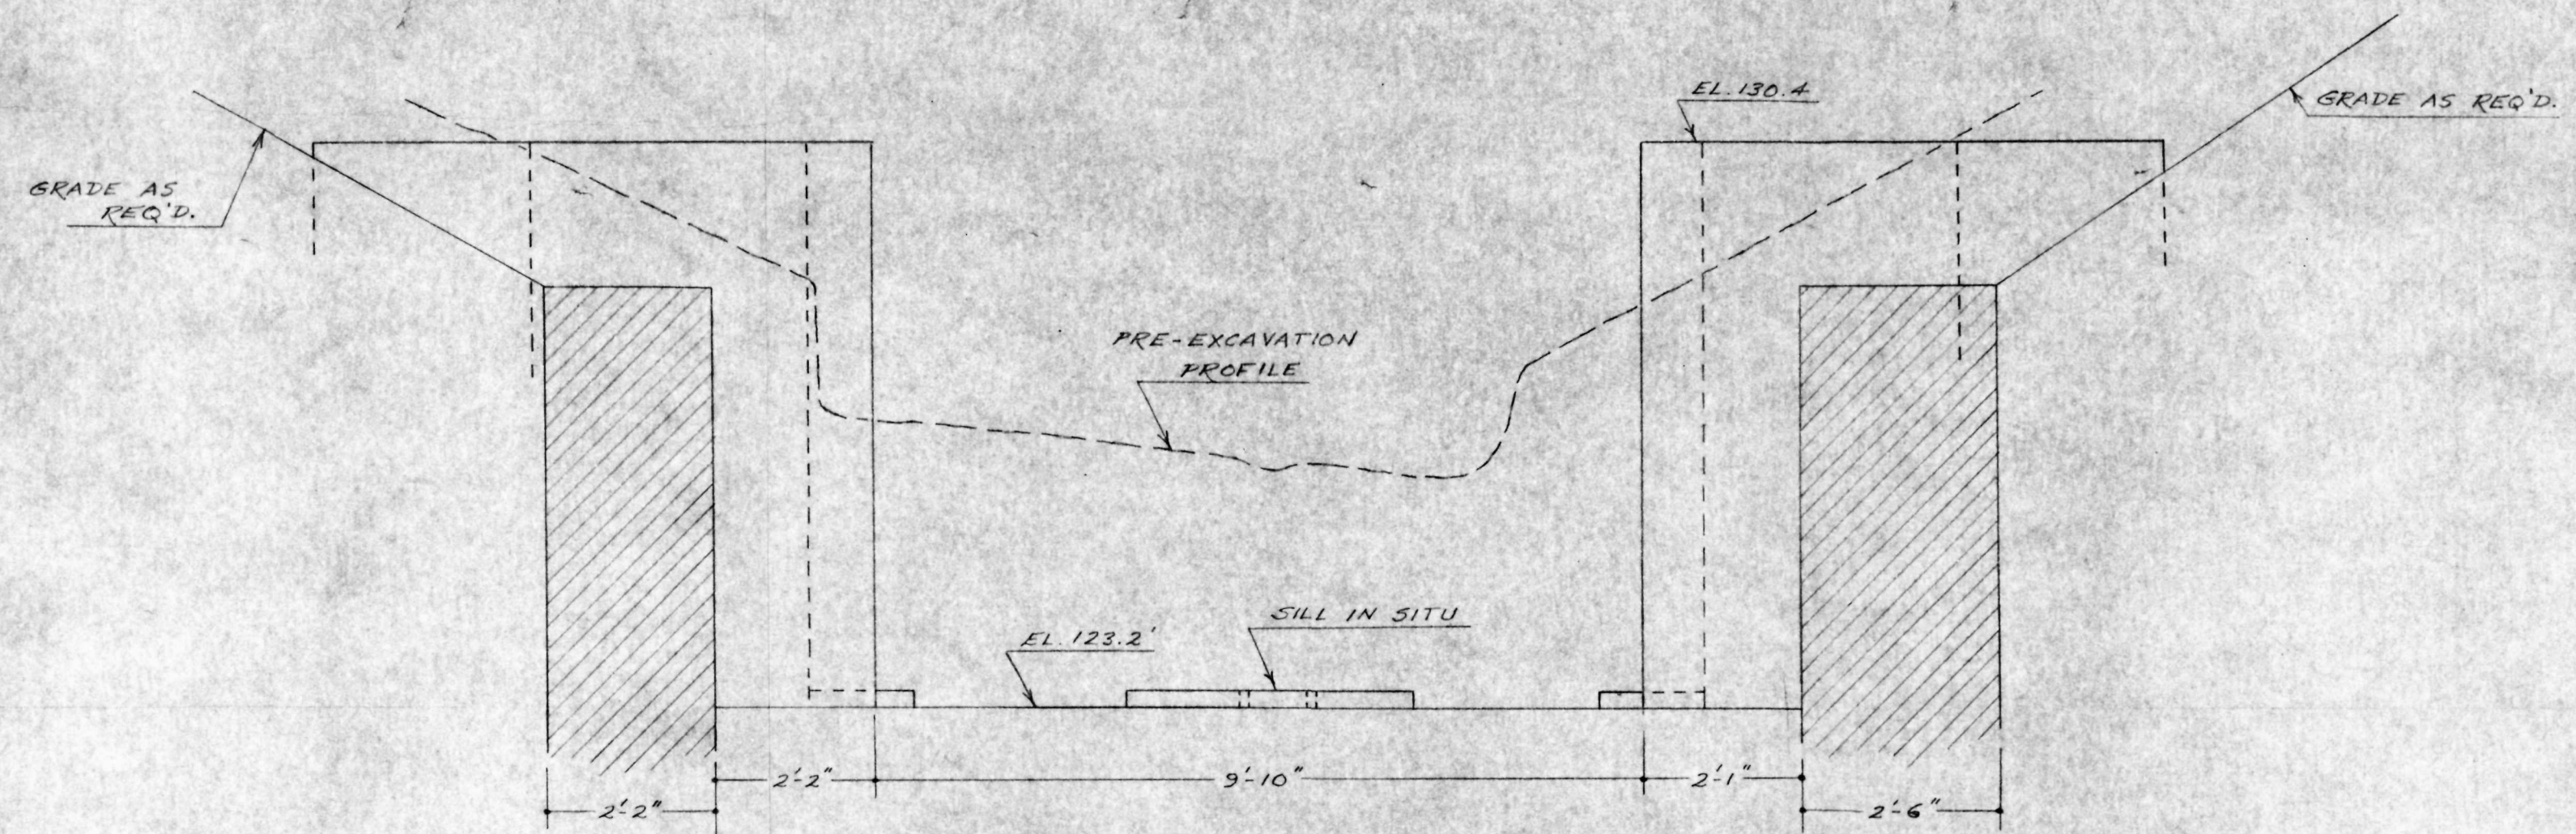 EL. 130.4
GRADE AS REQ'D.
GRADE AS
REQ'D.
PRE-EXCAVATION
PROFILE
SILL IN SITU
EL. 123.2'
2'-2"
9'-10"
2'-1"
2'-2"
2'-6"